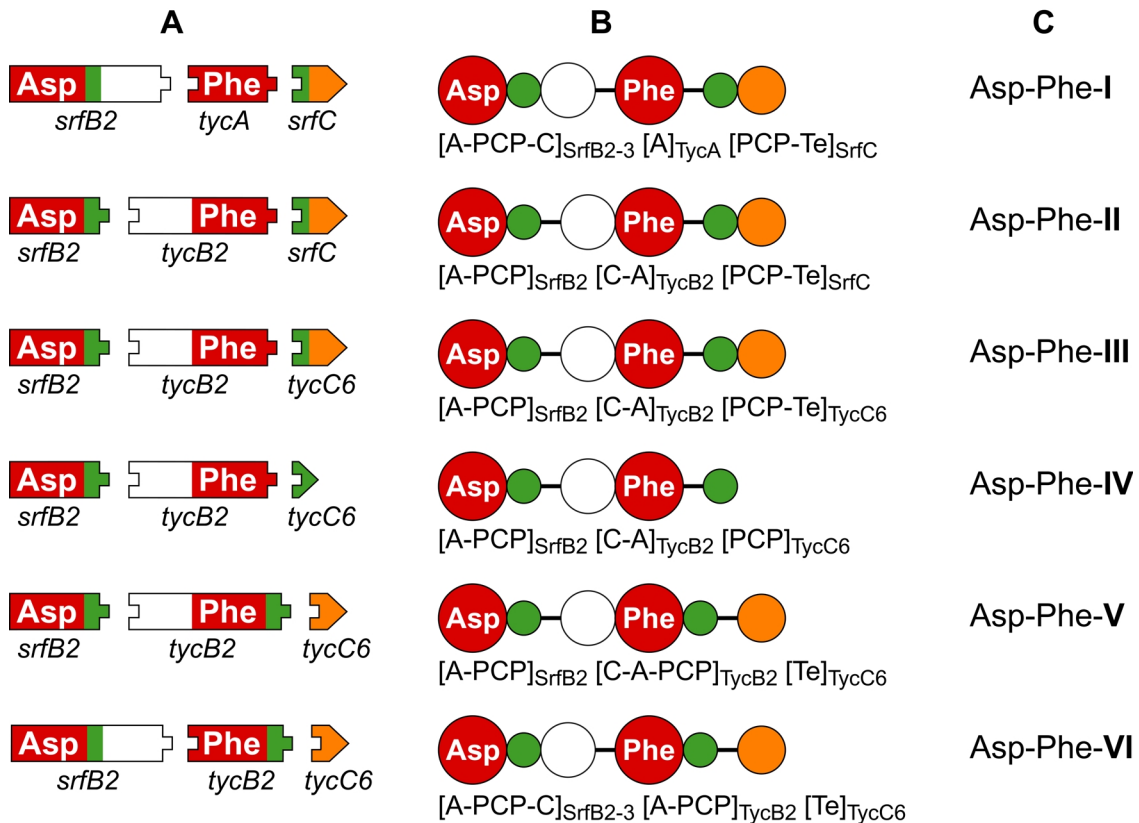 A B C
Asp Phe Asp Phe Asp-Phe-I
srfB2 tycA srfC
[A-PCP-C]SrfB2-3 [A]TycA [PCP-Te]SrfC
Asp Phe Asp Phe Asp-Phe-II
srfB2 tycB2 srfC
[A-PCP]SrfB2 [C-A]TycB2 [PCP-Te]SrfC
Asp Phe Asp Phe Asp-Phe-III
srfB2 tycB2 tycC6
[A-PCP]SrfB2 [C-A]TycB2 [PCP-Te]TycC6
Asp Phe Asp Phe Asp-Phe-IV
srfB2 tycB2 tycC6
[A-PCP]SrfB2 [C-A]TycB2 [PCP]TycC6
Asp Phe Asp Phe Asp-Phe-V
srfB2 tycB2 tycC6
[A-PCP]SrfB2 [C-A-PCP]TycB2 [Te]TycC6
Asp Phe Asp Phe Asp-Phe-VI
srfB2 tycB2 tycC6
[A-PCP-C]SrfB2-3 [A-PCP]TycB2 [Te]TycC6